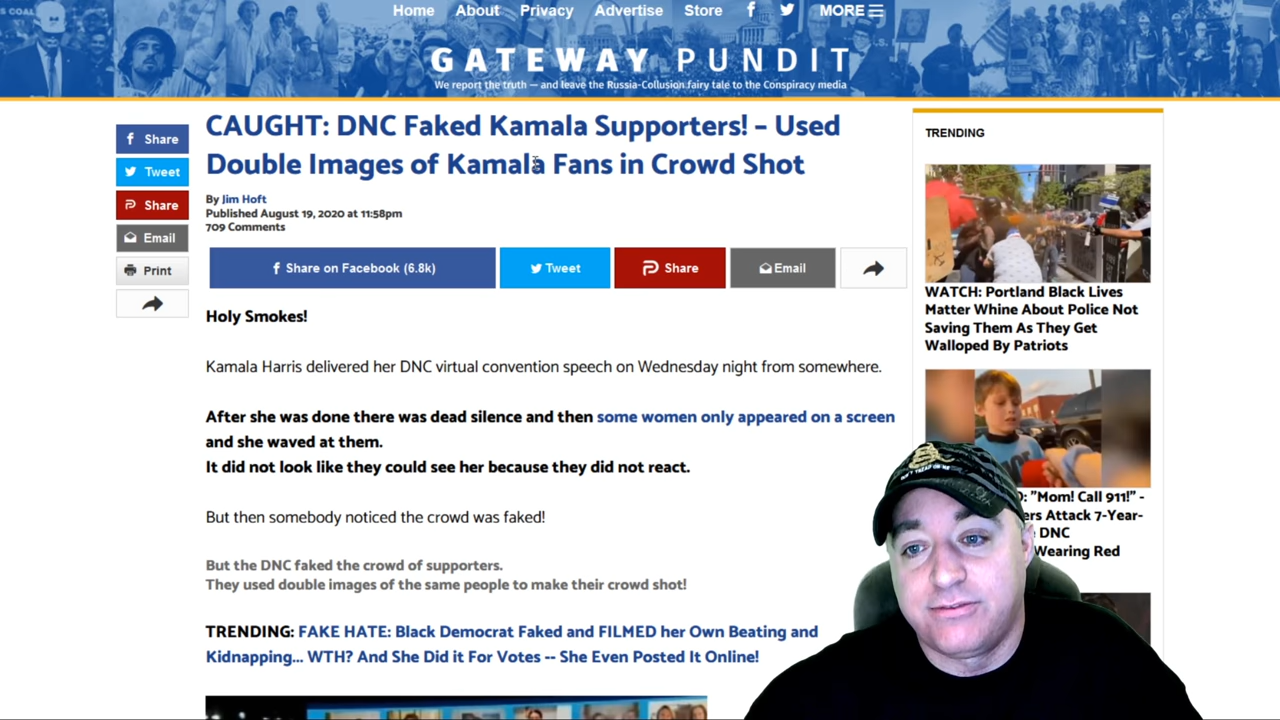 Home About Privacy Advertise Store MORE
GATEWAY PUNDIT
We report the truth — and leave the Russia-Collusion fairy tale to the Conspiracy media
CAUGHT: DNC Faked Kamala Supporters! – Used
Double Images of Kamala Fans in Crowd Shot
By Jim Hoft
Published August 19, 2020 at 11:58pm
709 Comments
Share
Tweet
Share
Email
Print
Share on Facebook (6.8k) Tweet Share Email
Holy Smokes!
Kamala Harris delivered her DNC virtual convention speech on Wednesday night from somewhere.
After she was done there was dead silence and then some women only appeared on a screen
and she waved at them.
It did not look like they could see her because they did not react.
But then somebody noticed the crowd was faked!
But the DNC faked the crowd of supporters.
They used double images of the same people to make their crowd shot!
TRENDING: FAKE HATE: Black Democrat Faked and FILMED her Own Beating and
Kidnapping... WTH? And She Did it For Votes -- She Even Posted It Online!
TRENDING
WATCH: Portland Black Lives
Matter Whine About Police Not
Saving Them As They Get
Walloped By Patriots
: "Mom! Call 911!" -
ers Attack 7-Year-
DNC
Wearing Red